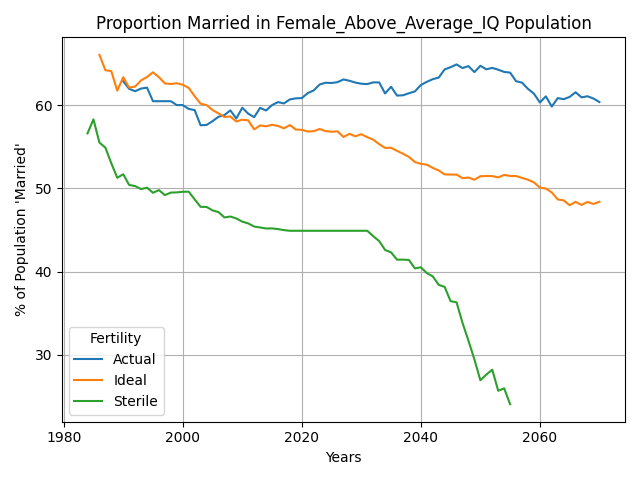 Proportion Married in Female_Above_Average_IQ Population
% of Population 'Married'
60
50
40
30
Fertility
Actual
Ideal
Sterile
1980
2000
2020
2040
2060
Years